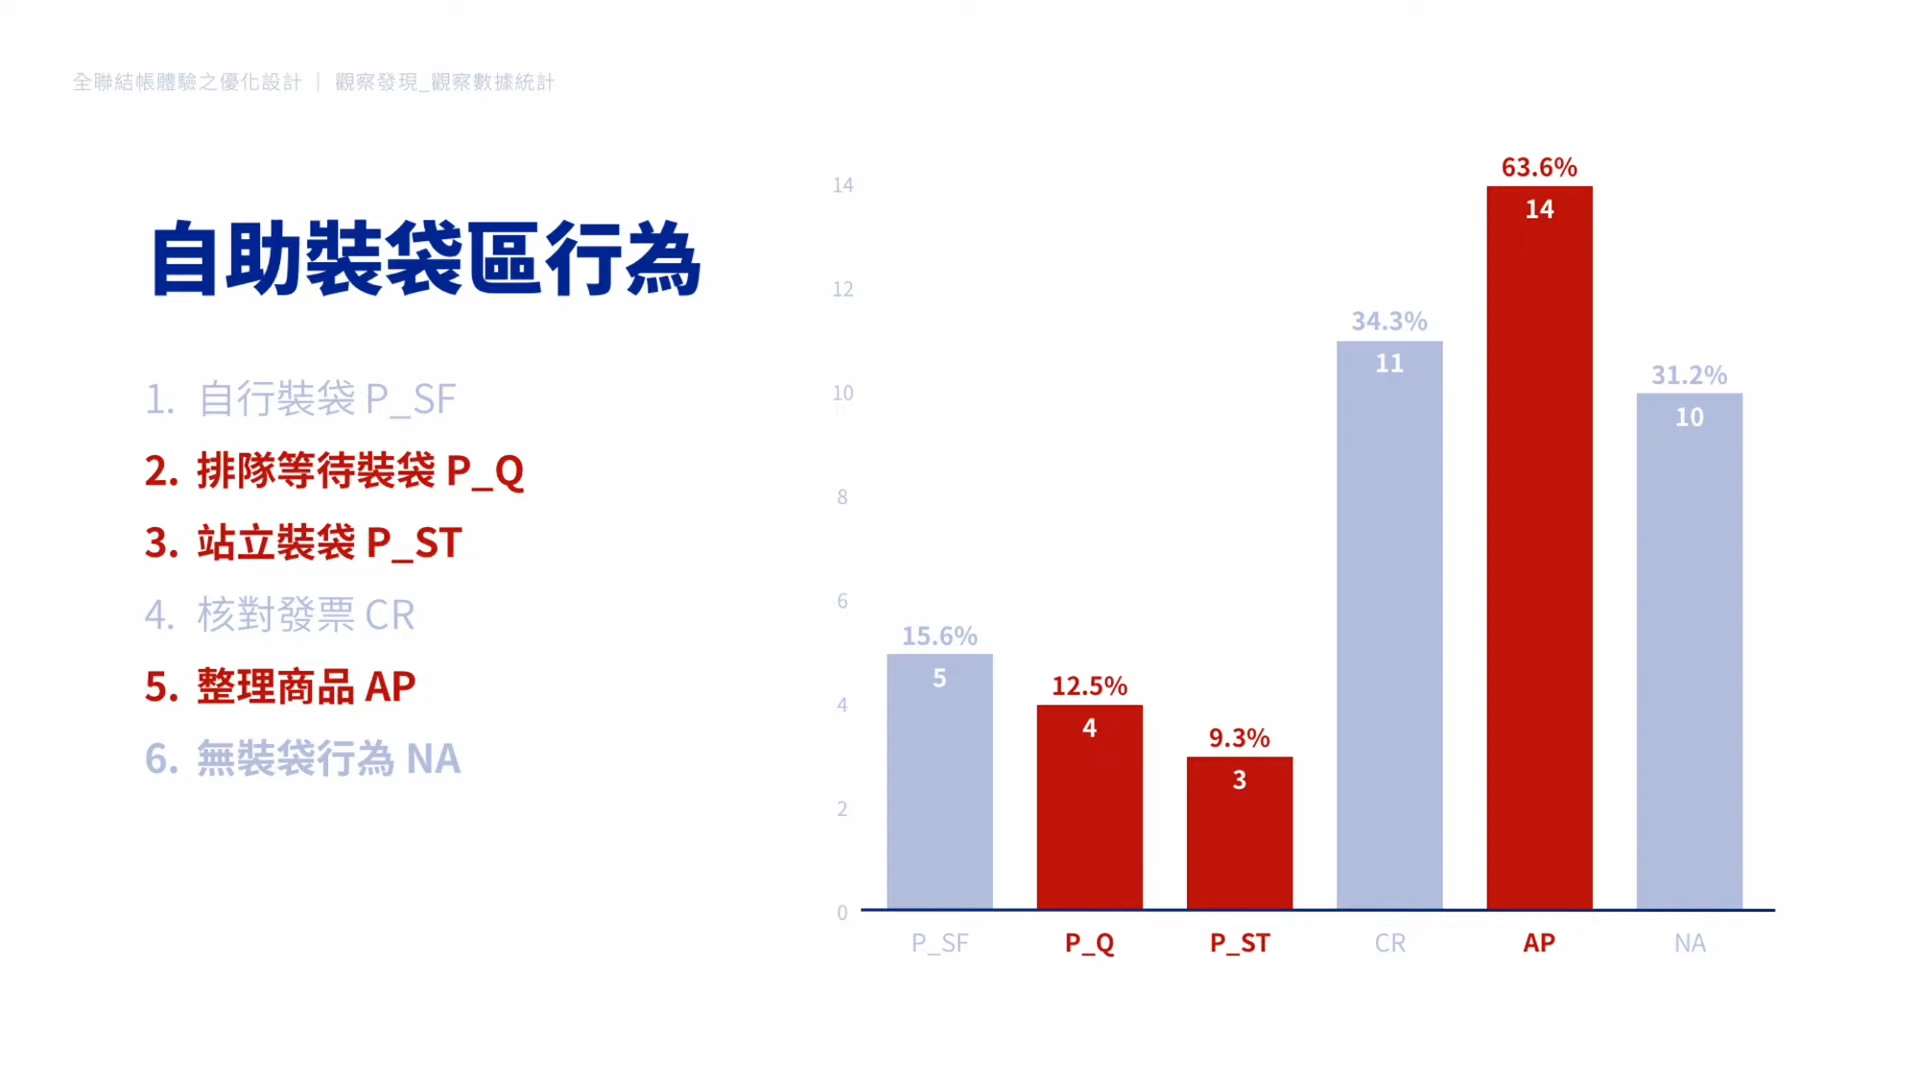 全聯結帳體驗之優化設計 | 觀察發現_觀察數據統計
自助裝袋區行為
1. 自行裝袋 P_SF
2. 排隊等待裝袋 P_Q
3. 站立裝袋 P_ST
4. 核對發票 CR
5. 整理商品 AP
6. 無裝袋行為 NA
14
12
10
8
6
4
2
0
15.6%
5
12.5%
4
9.3%
3
34.3%
11
63.6%
14
31.2%
10
P_SF
P_Q
P_ST
CR
AP
NA